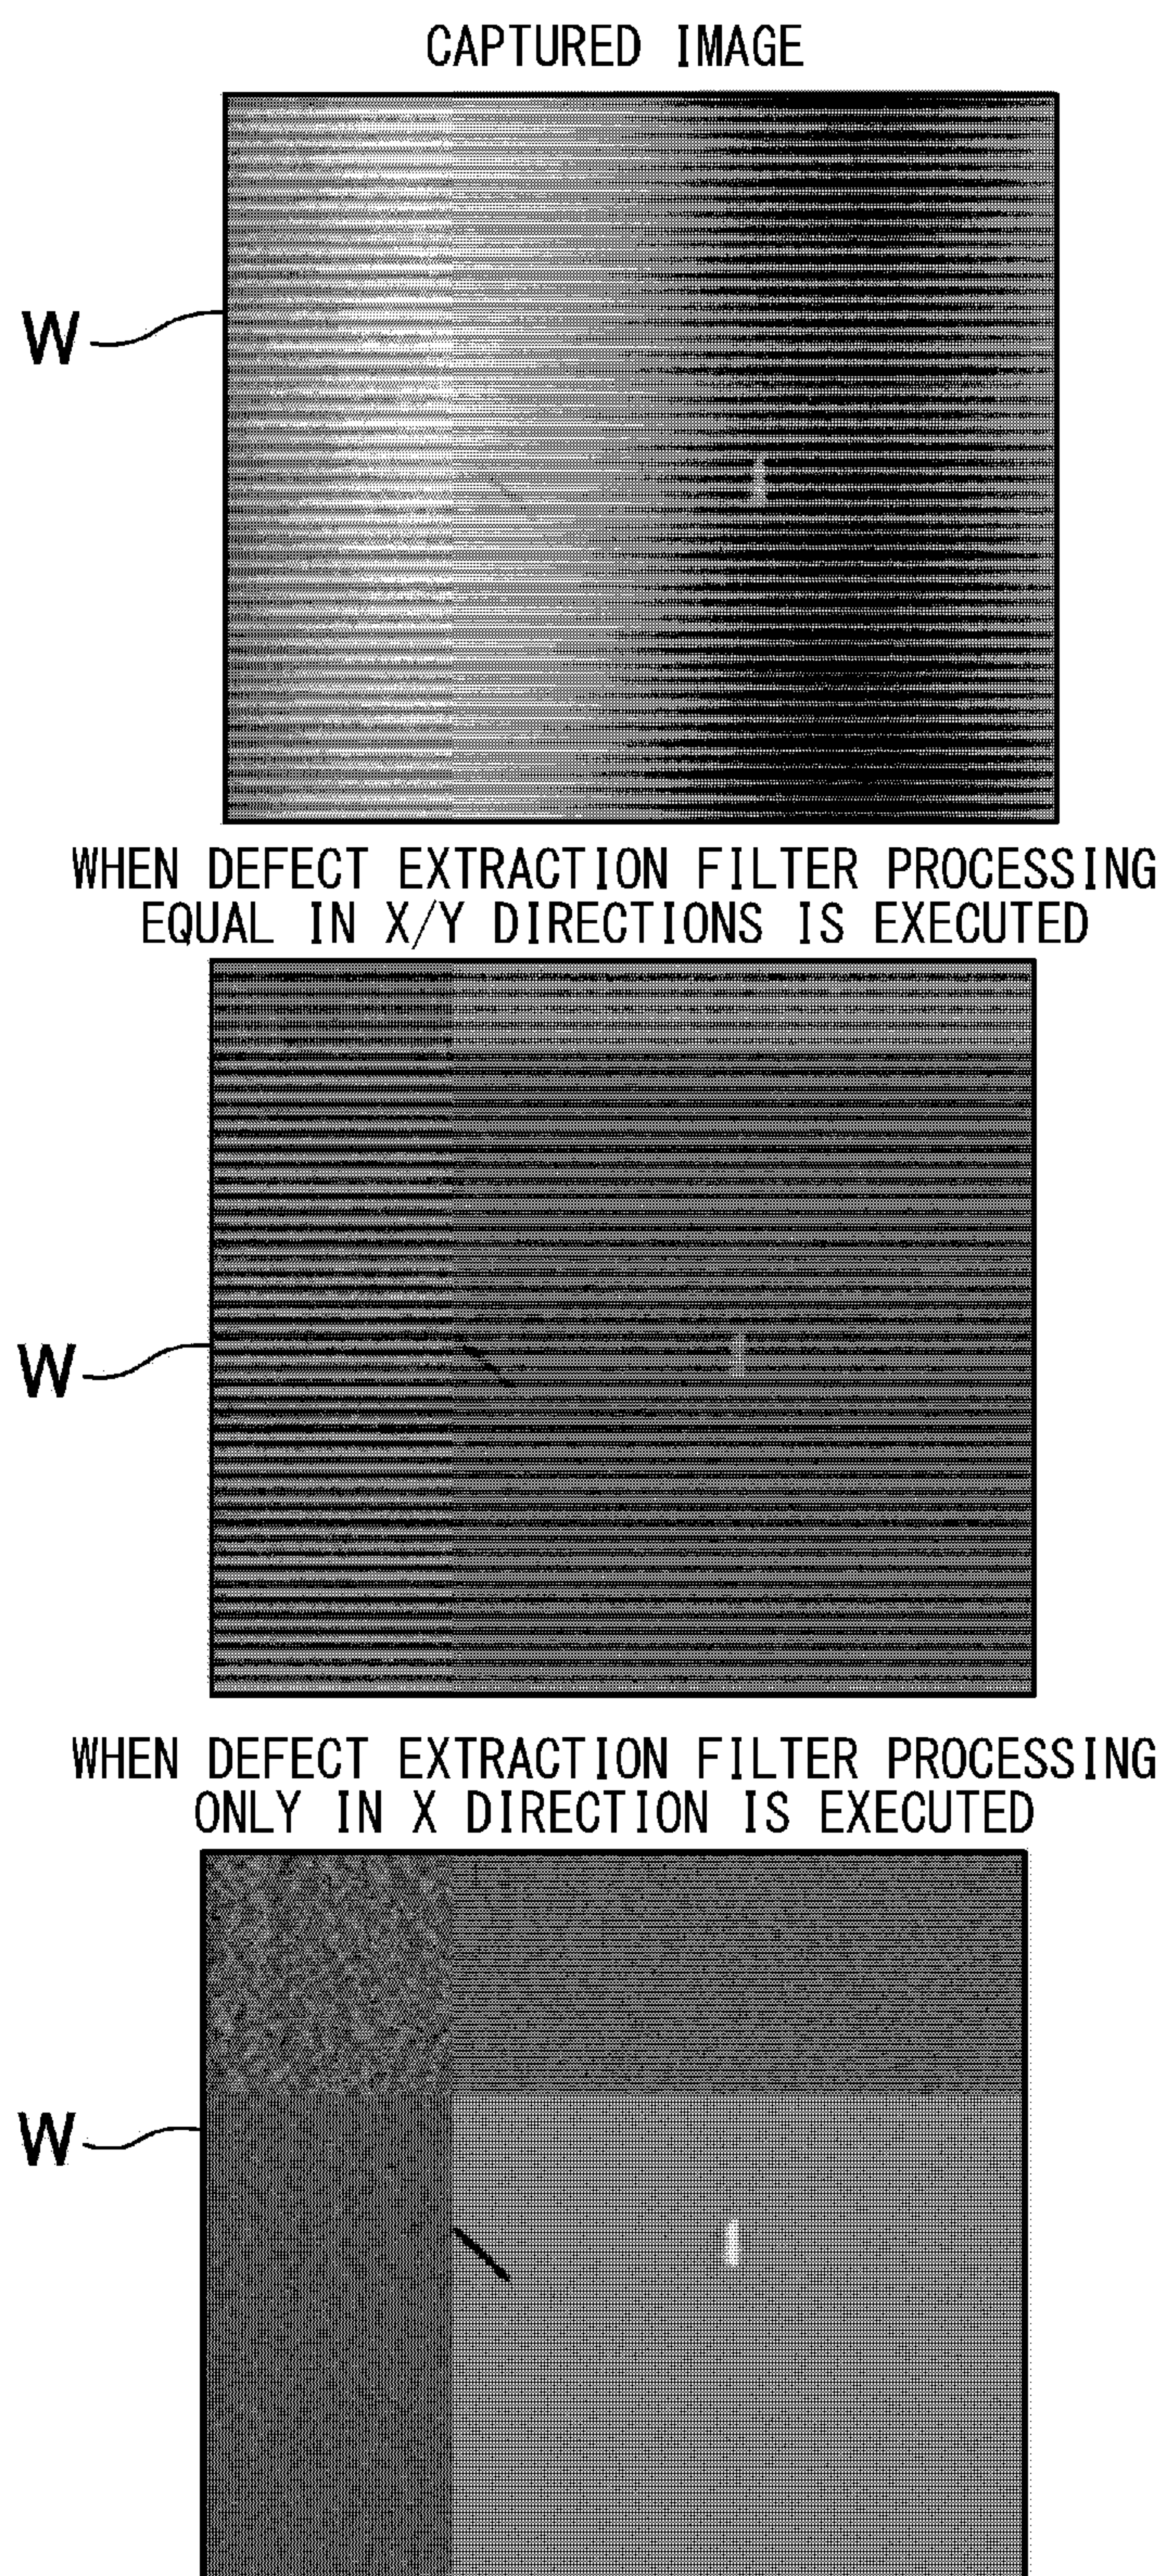 CAPTURED IMAGE
W
WHEN DEFECT EXTRACTION FILTER PROCESSING
EQUAL IN X/Y DIRECTIONS IS EXECUTED
W
WHEN DEFECT EXTRACTION FILTER PROCESSING
ONLY IN X DIRECTION IS EXECUTED
W